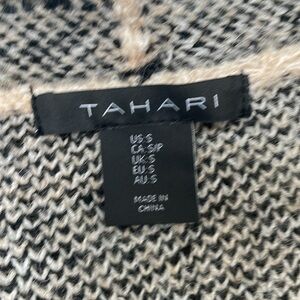 TAHARI
US:S
CA:S/P
UK:S
EU:S
AU:S
MADE IN
CHINA